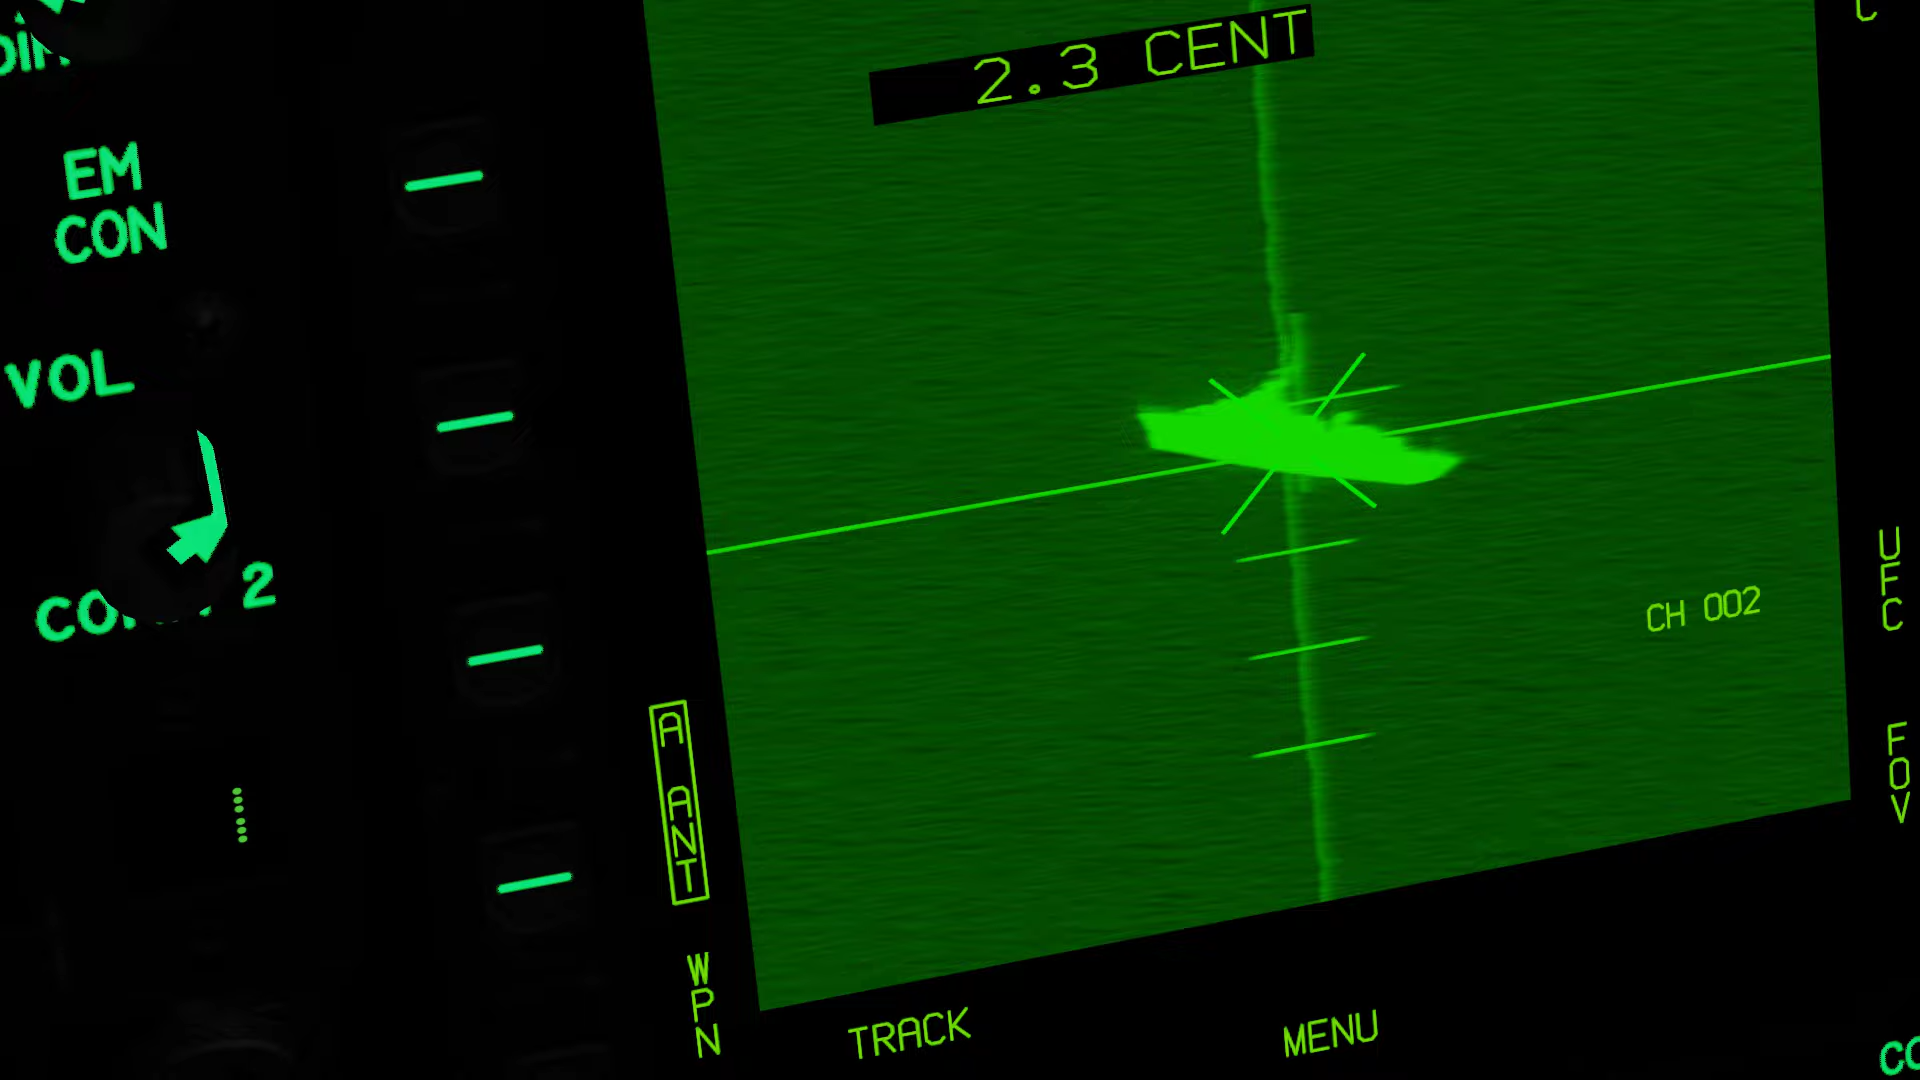 2.3 CENT
EM
CON
VOL
2
CH 002
UFC
FOV
A ANT
WPN
TRACK
MENU